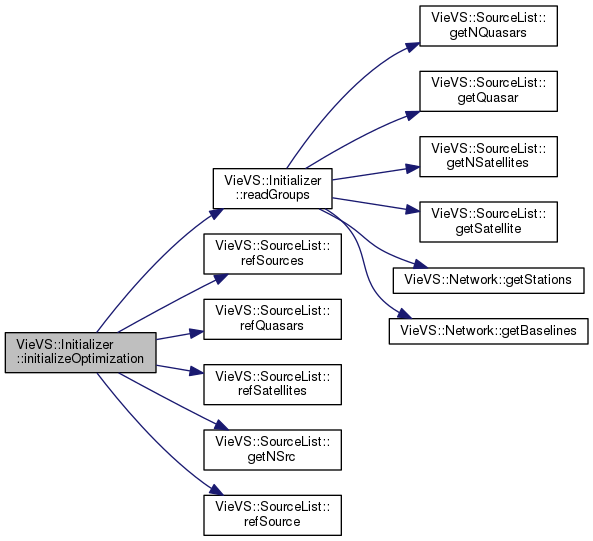 VieVS::SourceList::
getNQuasars
VieVS::SourceList::
getQuasar
VieVS::SourceList::
getNSatellites
VieVS::Initializer
::readGroups
VieVS::SourceList::
getSatellite
VieVS::SourceList::
refSources
VieVS::Network::getStations
VieVS::SourceList::
refQuasars
VieVS::Network::getBaselines
VieVS::Initializer
::initializeOptimization
VieVS::SourceList::
refSatellites
VieVS::SourceList::
getNSrc
VieVS::SourceList::
refSource